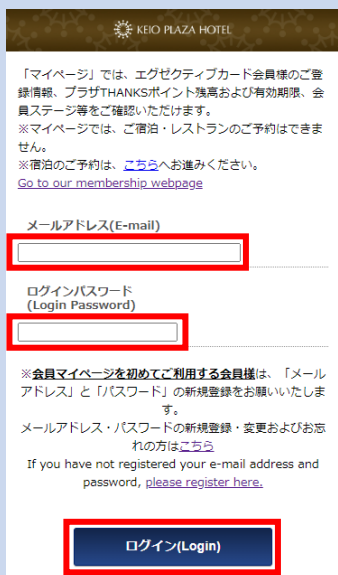 KEIO PLAZA HOTEL
「マイページ」では、エグゼクティブカード会員様のご登
録情報、プラザTHANKSポイント残高および有効期限、会
員ステージ等をご確認いただけます。
※マイページでは、ご宿泊・レストランのご予約はできま
せん。
※宿泊のご予約は、こちらへお進みください。
Go to our membership webpage
メールアドレス(E-mail)
ログインパスワード
(Login Password)
※会員マイページを初めてご利用する会員様は、「メール
アドレス」と「パスワード」の新規登録をお願いいたしま
す。
メールアドレス・パスワードの新規登録・変更およびお忘
れの方はこちら
If you have not registered your e-mail address and
password, please register here.
ログイン(Login)